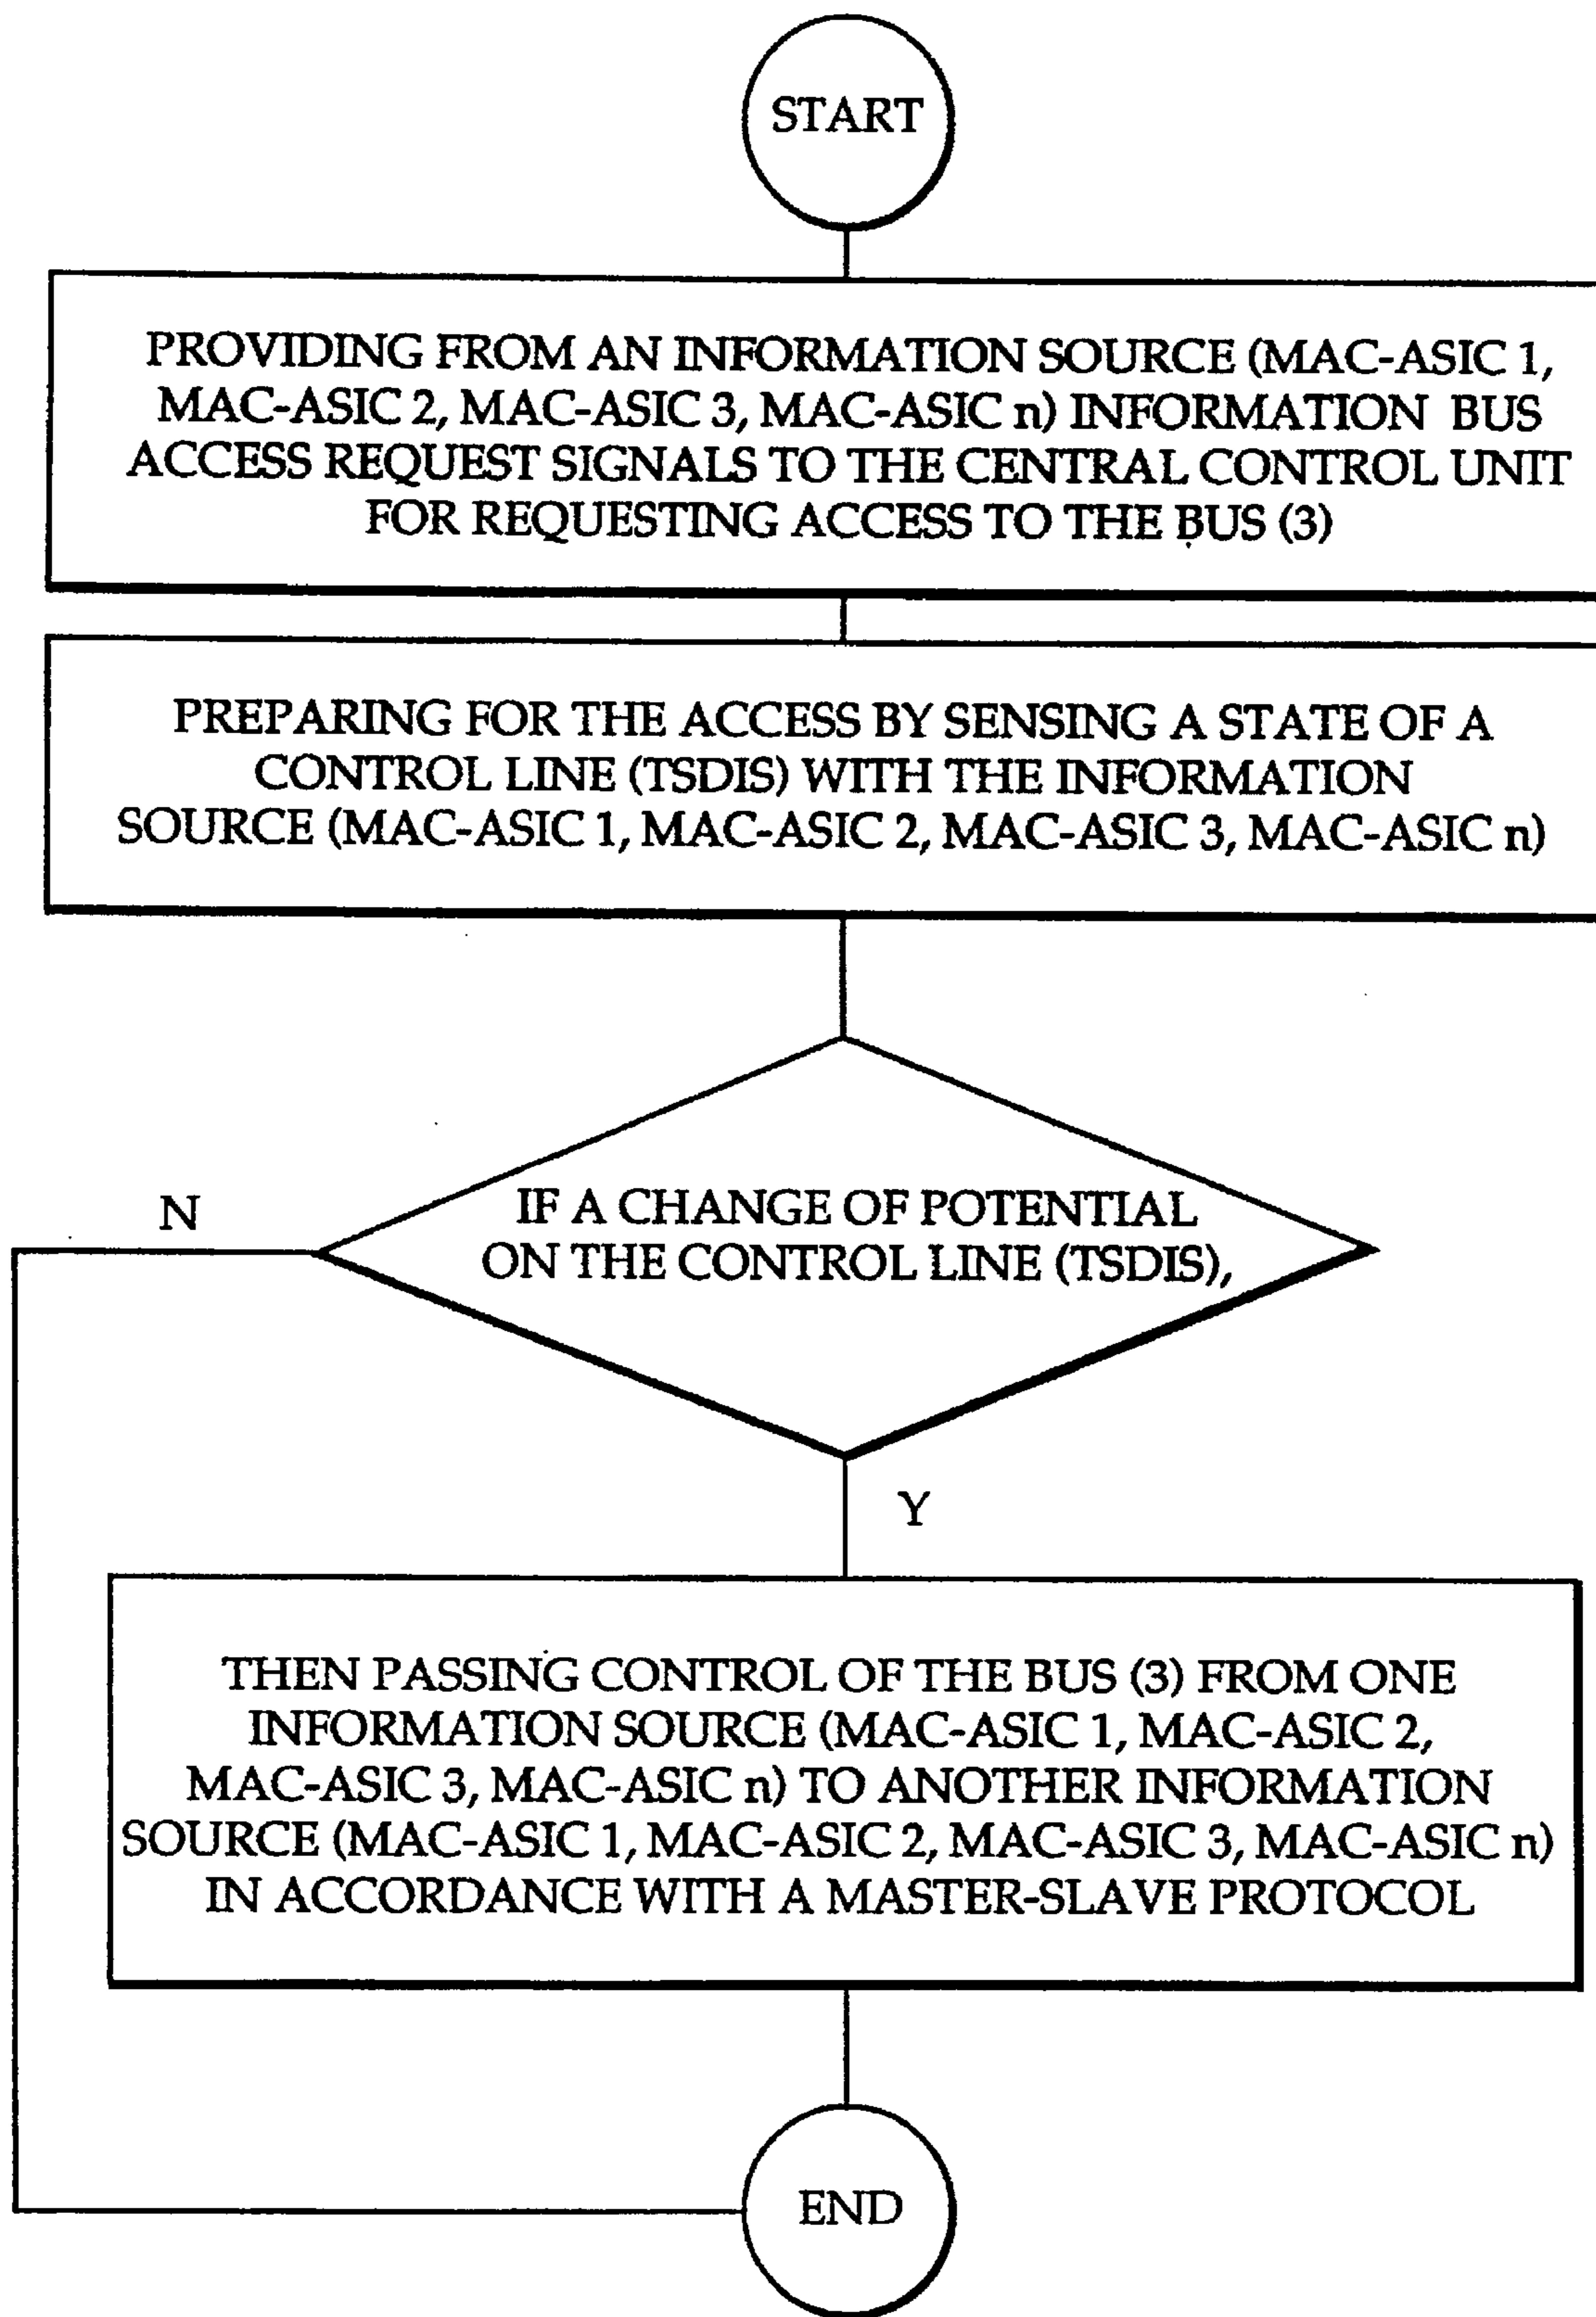 START
PROVIDING FROM AN INFORMATION SOURCE (MAC-ASIC 1,
MAC-ASIC 2, MAC-ASIC 3, MAC-ASIC n) INFORMATION BUS
ACCESS REQUEST SIGNALS TO THE CENTRAL CONTROL UNIT
FOR REQUESTING ACCESS TO THE BUS (3)
PREPARING FOR THE ACCESS BY SENSING A STATE OF A
CONTROL LINE (TSDIS) WITH THE INFORMATION
SOURCE (MAC-ASIC 1, MAC-ASIC 2, MAC-ASIC 3, MAC-ASIC n)
N
IF A CHANGE OF POTENTIAL
ON THE CONTROL LINE (TSDIS),
Y
THEN PASSING CONTROL OF THE BUS (3) FROM ONE
INFORMATION SOURCE (MAC-ASIC 1, MAC-ASIC 2,
MAC-ASIC 3, MAC-ASIC n) TO ANOTHER INFORMATION
SOURCE (MAC-ASIC 1, MAC-ASIC 2, MAC-ASIC 3, MAC-ASIC n)
IN ACCORDANCE WITH A MASTER-SLAVE PROTOCOL
END